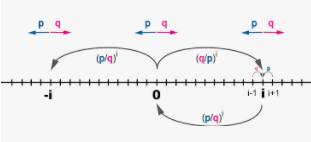 p q p q p q
(p/q)^i (q/p)^i
q p
-i 0 i-1 i i+1
(p/q)^i